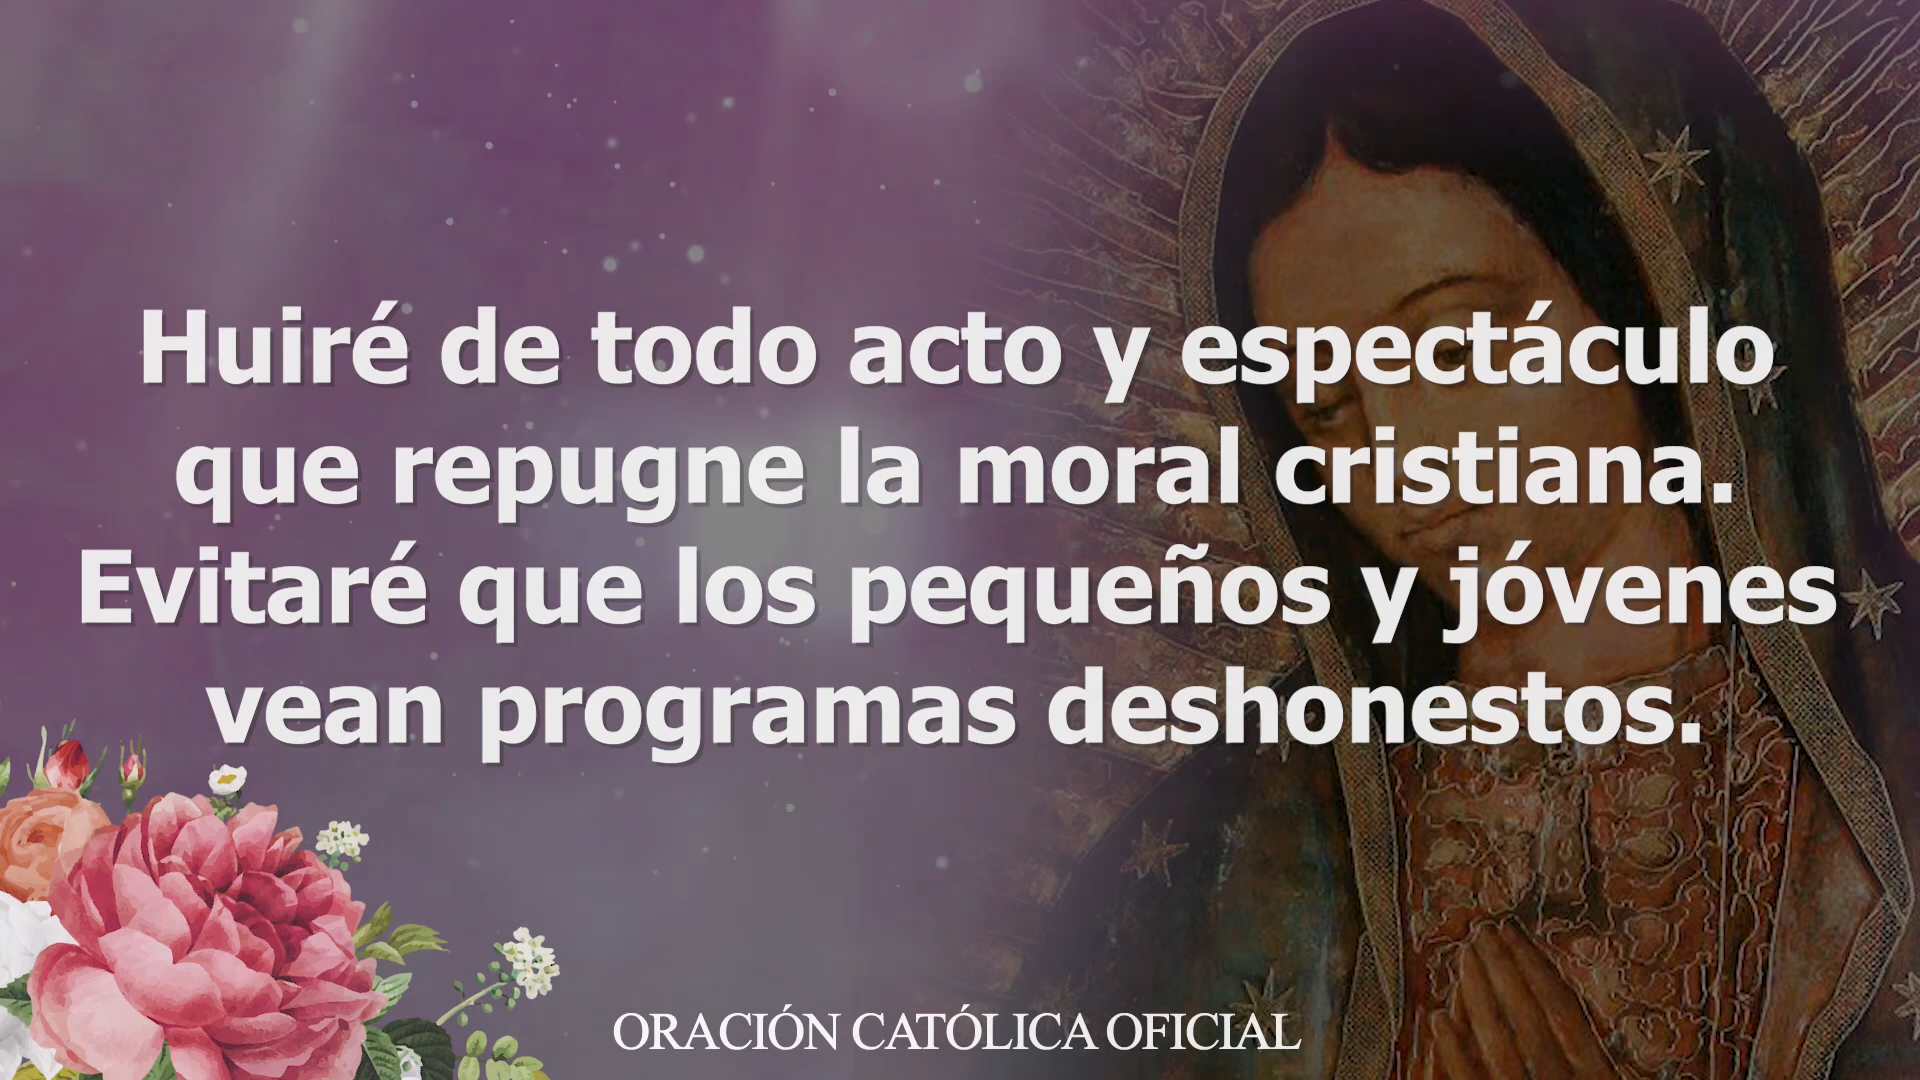 Huiré de todo acto y espectáculo
que repugne la moral cristiana.
Evitaré que los pequeños y jóvenes
vean programas deshonestos.
ORACIÓN CATÓLICA OFICIAL